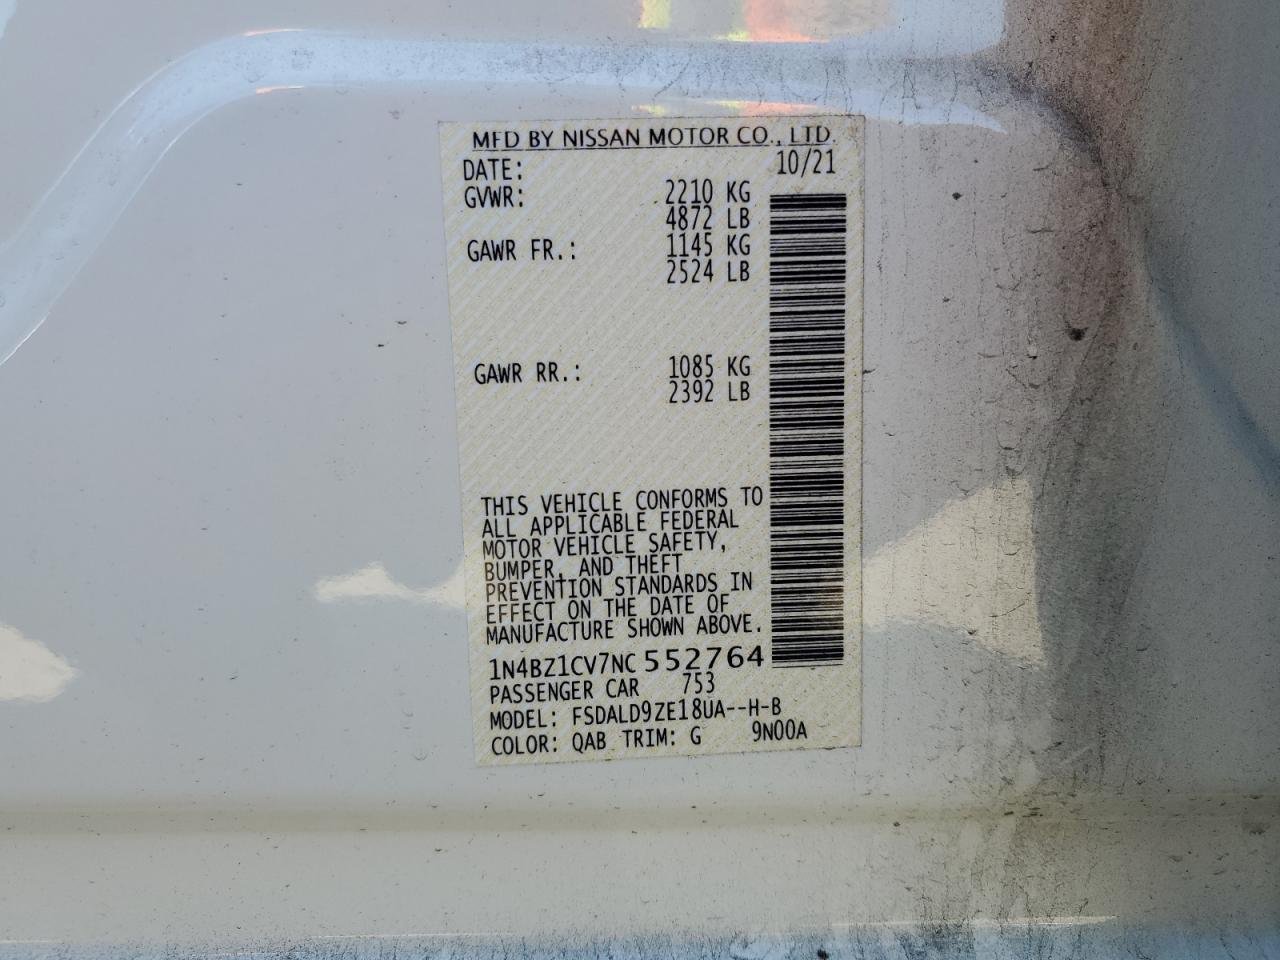 MFD BY NISSAN MOTOR CO., LTD.
DATE: 10/21
GVWR: 2210 KG
4872 LB
GAWR FR.: 1145 KG
2524 LB
GAWR RR.: 1085 KG
2392 LB
THIS VEHICLE CONFORMS TO
ALL APPLICABLE FEDERAL
MOTOR VEHICLE SAFETY,
BUMPER, AND THEFT
PREVENTION STANDARDS IN
EFFECT ON THE DATE OF
MANUFACTURE SHOWN ABOVE.
1N4BZ1CV7NC552764
PASSENGER CAR 753
MODEL: FSDALD9ZE18UA--H-B
COLOR: QAB TRIM: G 9N00A